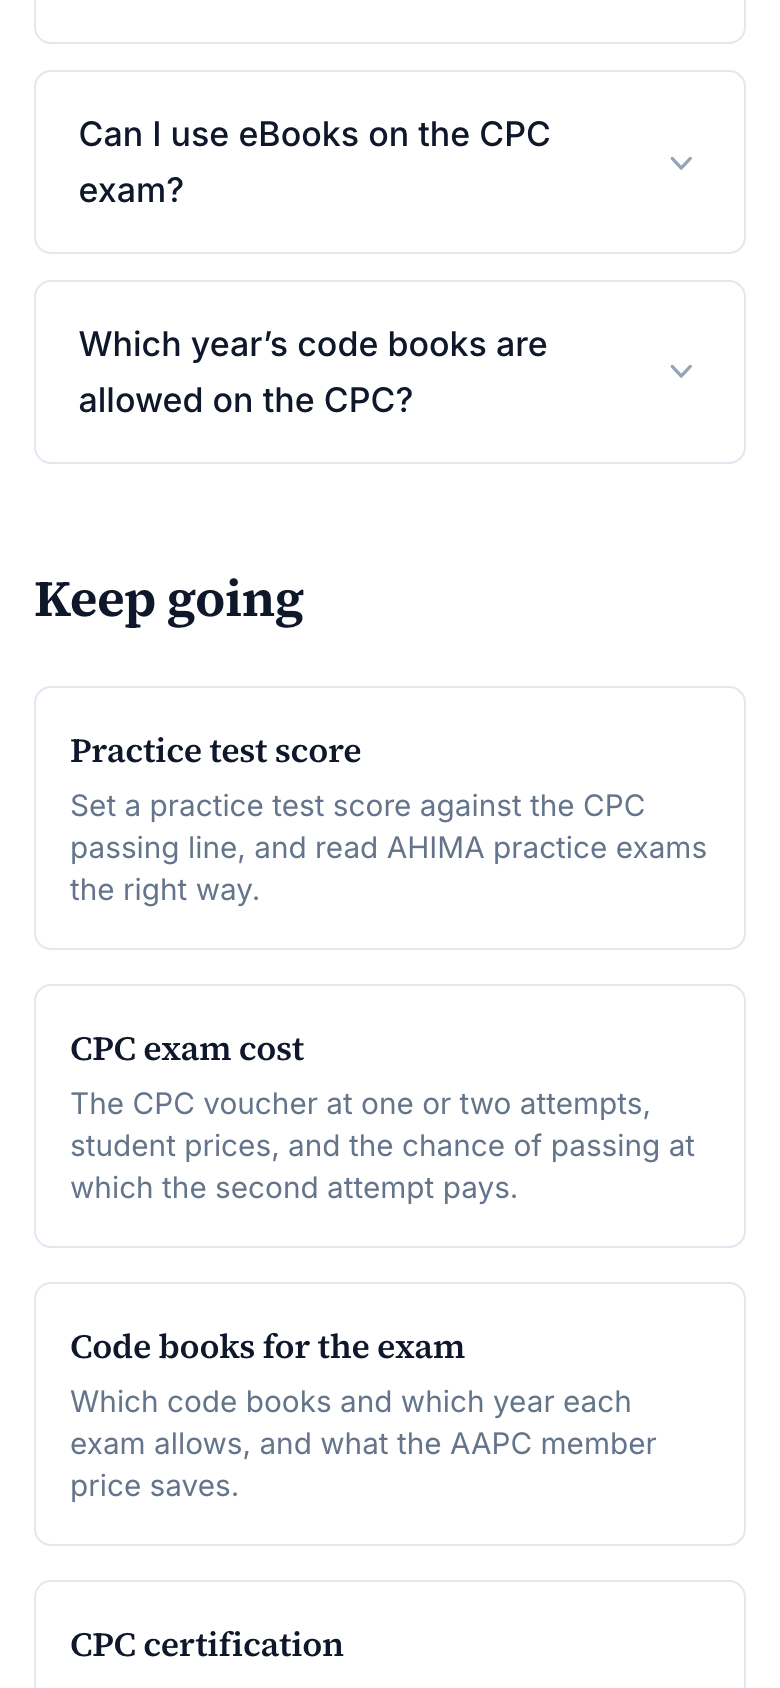 Can I use eBooks on the CPC
exam?
Which year’s code books are
allowed on the CPC?
Keep going
Practice test score
Set a practice test score against the CPC
passing line, and read AHIMA practice exams
the right way.
CPC exam cost
The CPC voucher at one or two attempts,
student prices, and the chance of passing at
which the second attempt pays.
Code books for the exam
Which code books and which year each
exam allows, and what the AAPC member
price saves.
CPC certification